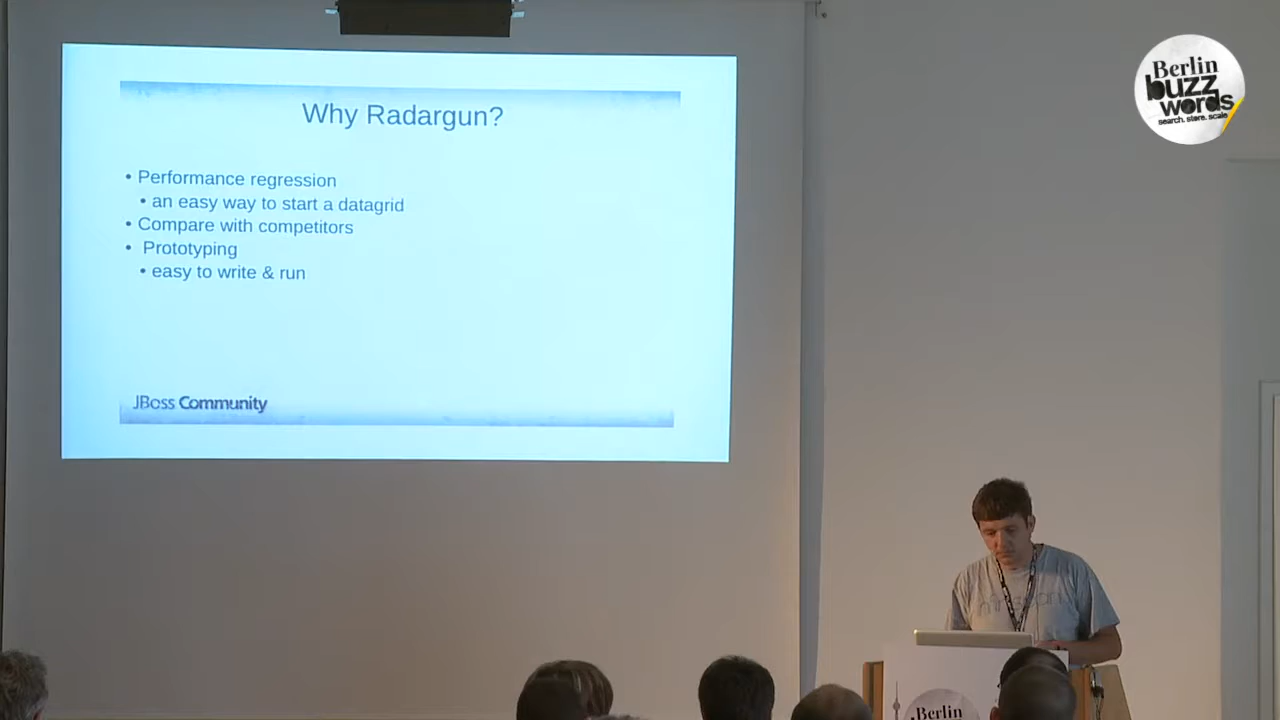 Why Radargun?
• Performance regression
• an easy way to start a datagrid
• Compare with competitors
• Prototyping
• easy to write & run
JBoss Community
Berlin
buzz
words
search. store. scale
Berlin